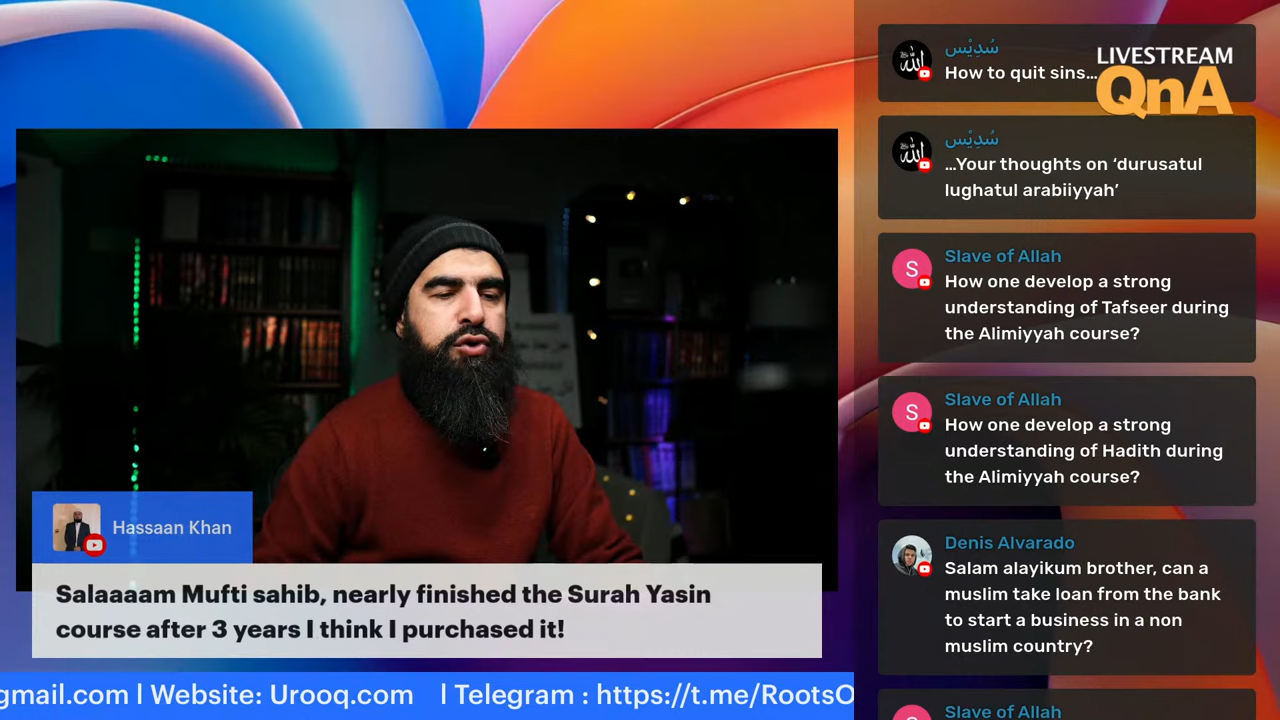 سُدِيْس
How to quit sins...
LIVESTREAM
QnA
سُدِيْس
...Your thoughts on ‘durusatul
lughatul arabiiyyah’
Slave of Allah
How one develop a strong
understanding of Tafseer during
the Alimiyyah course?
Slave of Allah
How one develop a strong
understanding of Hadith during
the Alimiyyah course?
Denis Alvarado
Salam alayikum brother, can a
muslim take loan from the bank
to start a business in a non
muslim country?
Slave of Allah
Hassaan Khan
Salaaaam Mufti sahib, nearly finished the Surah Yasin
course after 3 years I think I purchased it!
gmail.com | Website: Urooq.com | Telegram : https://t.me/RootsO